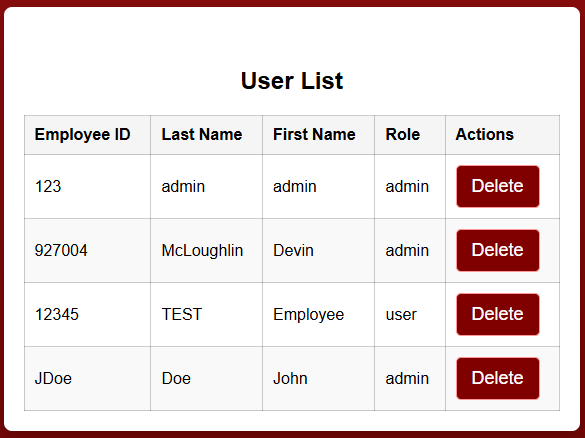 User List
Employee ID Last Name First Name Role Actions
123 admin admin admin Delete
927004 McLoughlin Devin admin Delete
12345 TEST Employee user Delete
JDoe Doe John admin Delete